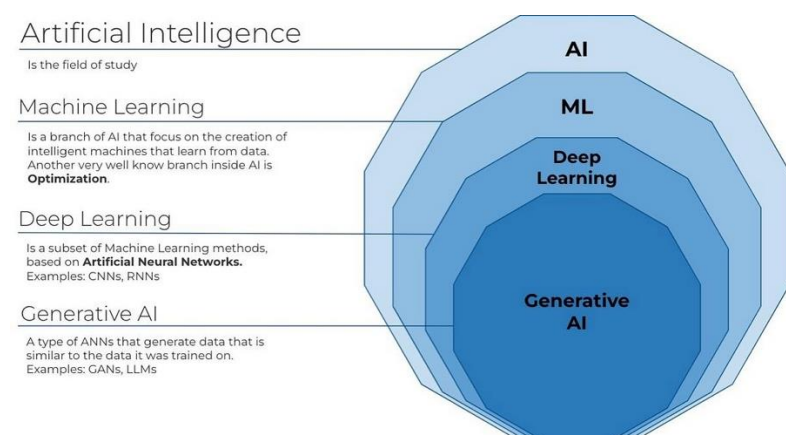 Artificial Intelligence
Is the field of study
Machine Learning
Is a branch of AI that focus on the creation of
intelligent machines that learn from data.
Another very well know branch inside AI is
Optimization.
Deep Learning
Is a subset of Machine Learning methods,
based on Artificial Neural Networks.
Examples: CNNs, RNNs
Generative AI
A type of ANNs that generate data that is
similar to the data it was trained on.
Examples: GANs, LLMs
AI
ML
Deep
Learning
Generative
AI